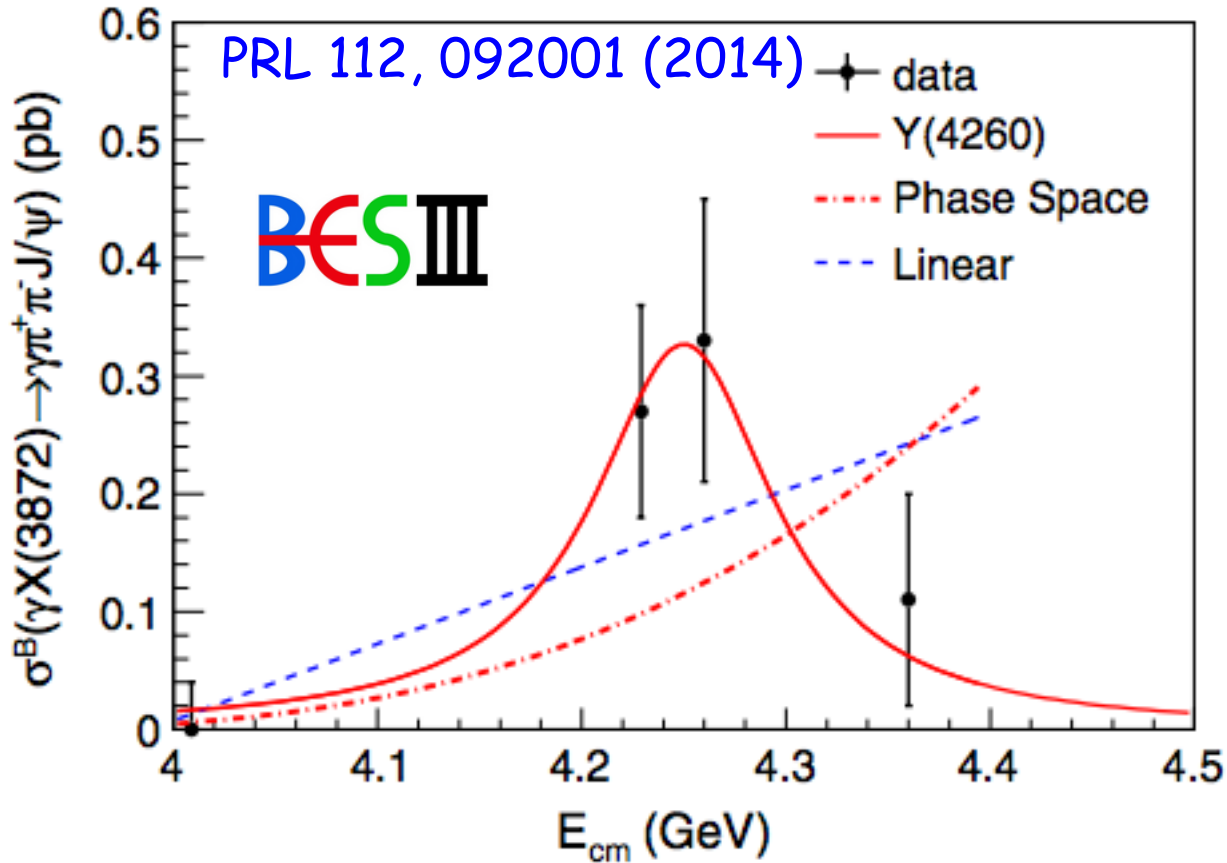 PRL 112, 092001 (2014)
data
Y(4260)
Phase Space
Linear
BESIII
σᴮ(γX(3872)→γπ⁺π⁻J/ψ) (pb)
0.6
0.5
0.4
0.3
0.2
0.1
0
4 4.1 4.2 4.3 4.4 4.5
E_cm (GeV)